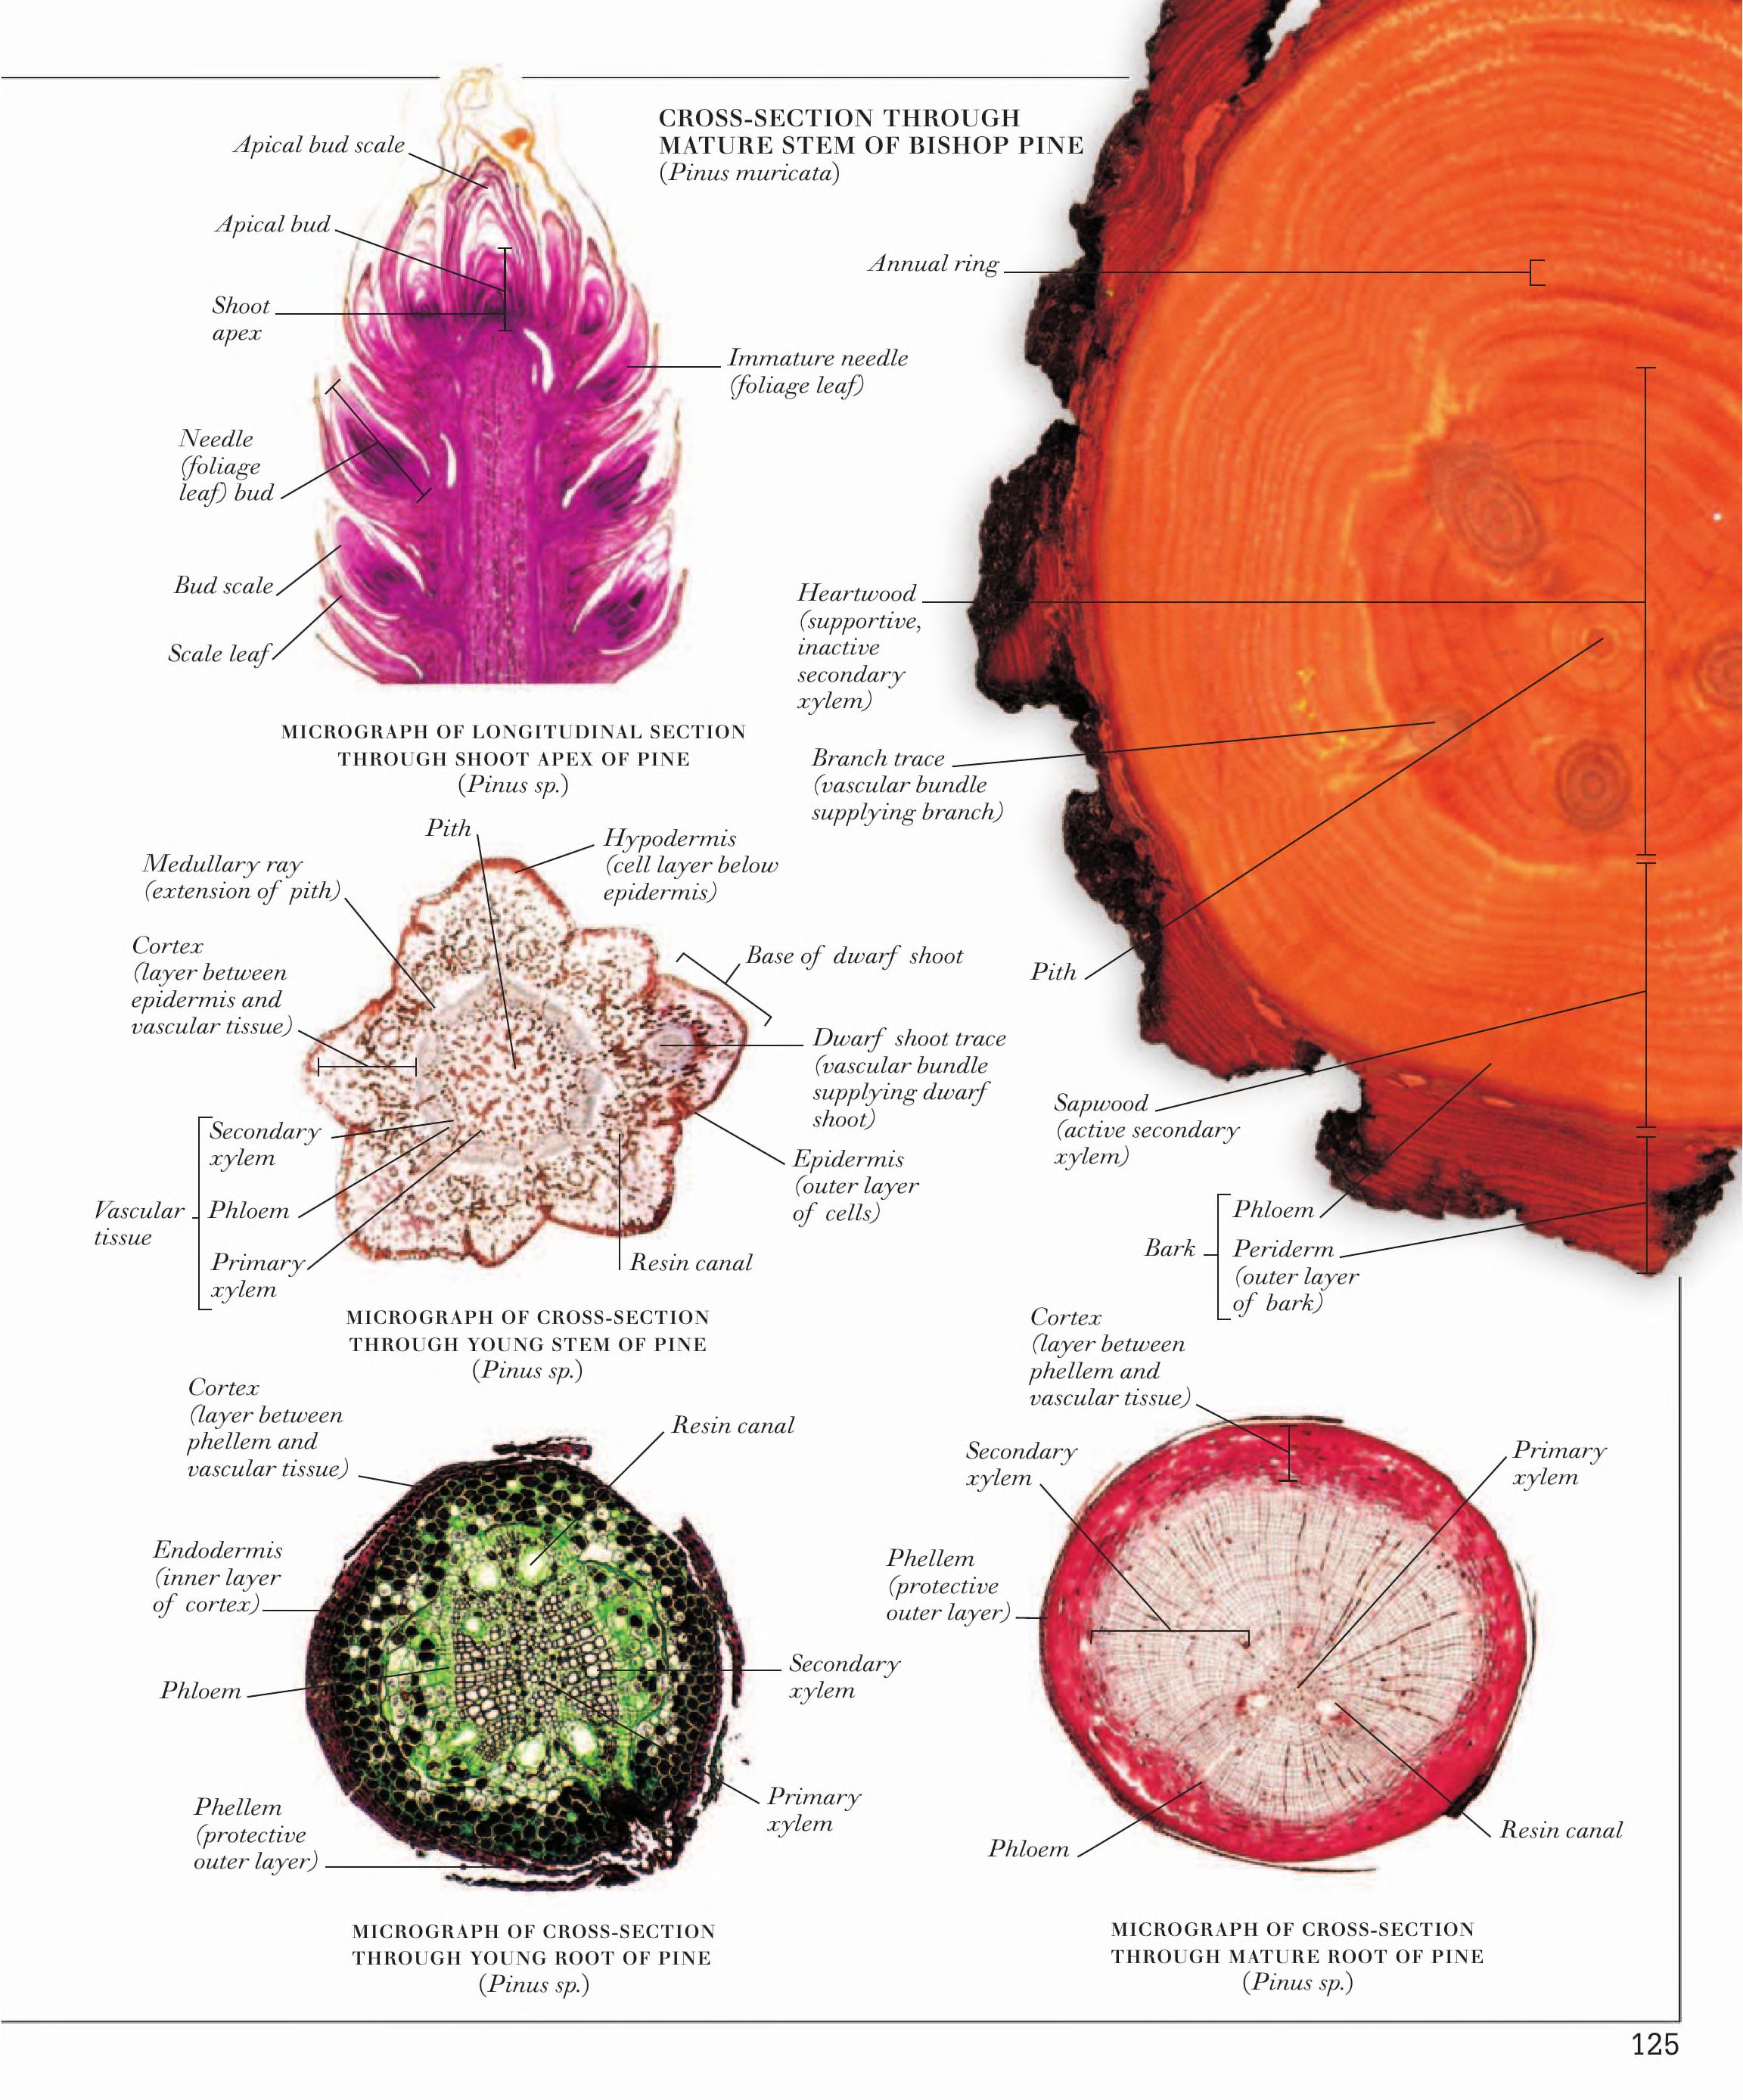 CROSS-SECTION THROUGH
MATURE STEM OF BISHOP PINE
(Pinus muricata)
Apical bud scale
Apical bud
Shoot
apex
Immature needle
(foliage leaf)
Needle
(foliage
leaf) bud
Bud scale
Scale leaf
MICROGRAPH OF LONGITUDINAL SECTION
THROUGH SHOOT APEX OF PINE
(Pinus sp.)
Annual ring
Heartwood
(supportive,
inactive
secondary
xylem)
Branch trace
(vascular bundle
supplying branch)
Pith
Sapwood
(active secondary
xylem)
Bark
Phloem
Periderm
(outer layer
of bark)
Pith
Hypodermis
(cell layer below
epidermis)
Medullary ray
(extension of pith)
Cortex
(layer between
epidermis and
vascular tissue)
Base of dwarf shoot
Dwarf shoot trace
(vascular bundle
supplying dwarf
shoot)
Secondary
xylem
Vascular
tissue
Phloem
Primary
xylem
Epidermis
(outer layer
of cells)
Resin canal
MICROGRAPH OF CROSS-SECTION
THROUGH YOUNG STEM OF PINE
(Pinus sp.)
Cortex
(layer between
phellem and
vascular tissue)
Resin canal
Endodermis
(inner layer
of cortex)
Phloem
Secondary
xylem
Primary
xylem
Phellem
(protective
outer layer)
MICROGRAPH OF CROSS-SECTION
THROUGH YOUNG ROOT OF PINE
(Pinus sp.)
Cortex
(layer between
phellem and
vascular tissue)
Secondary
xylem
Primary
xylem
Phellem
(protective
outer layer)
Phloem
Resin canal
MICROGRAPH OF CROSS-SECTION
THROUGH MATURE ROOT OF PINE
(Pinus sp.)
125